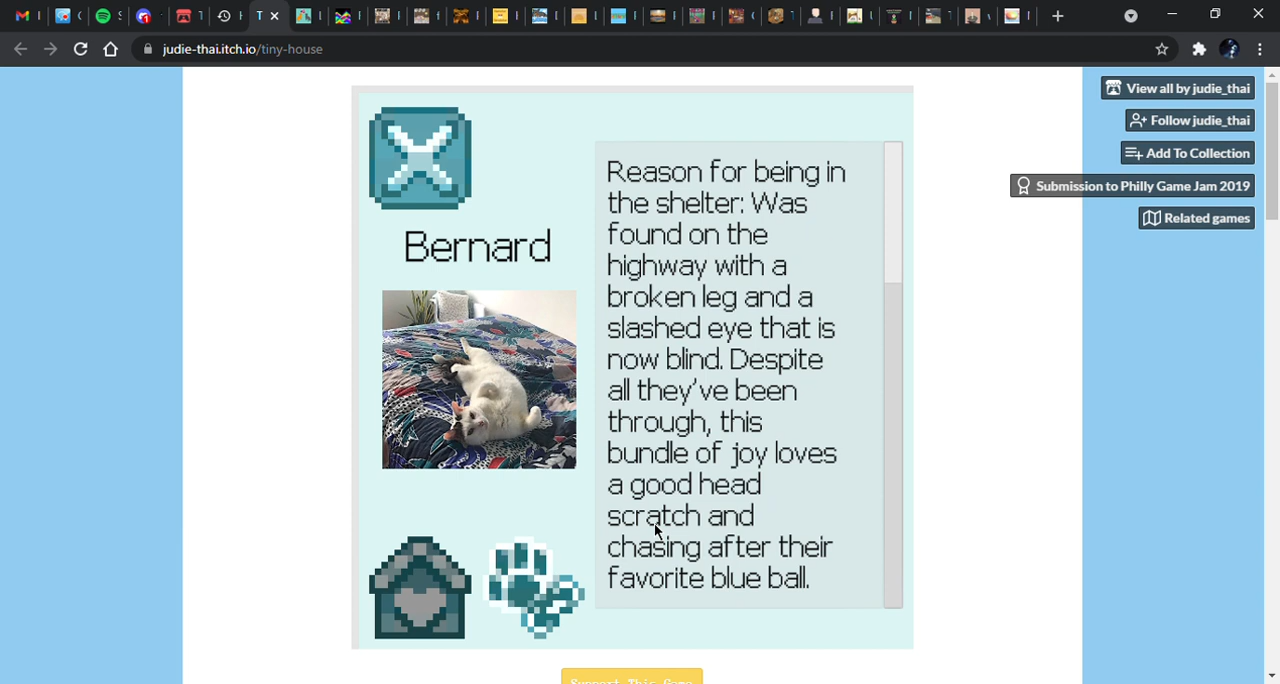 judie-thai.itch.io/tiny-house
View all by judie_thai
Follow judie_thai
Add To Collection
Submission to Philly Game Jam 2019
Related games
Bernard
Reason for being in
the shelter: Was
found on the
highway with a
broken leg and a
slashed eye that is
now blind. Despite
all they've been
through, this
bundle of joy loves
a good head
scratch and
chasing after their
favorite blue ball.
Support This Game